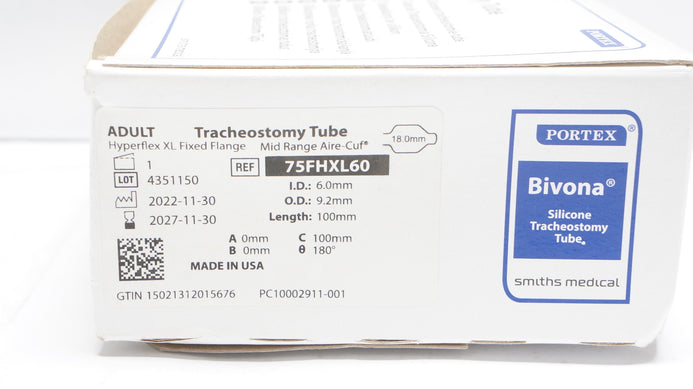 PORTEX
ADULT
Tracheostomy Tube
Hyperflex XL Fixed Flange Mid Range Aire-Cuf®
18.0mm
1
REF 75FHXL60
LOT 4351150
I.D.: 6.0mm
2022-11-30
O.D.: 9.2mm
2027-11-30
Length: 100mm
A 0mm C 100mm
B 0mm θ 180°
MADE IN USA
GTIN 15021312015676 PC10002911-001
PORTEX
Bivona®
Silicone
Tracheostomy
Tube
smiths medical